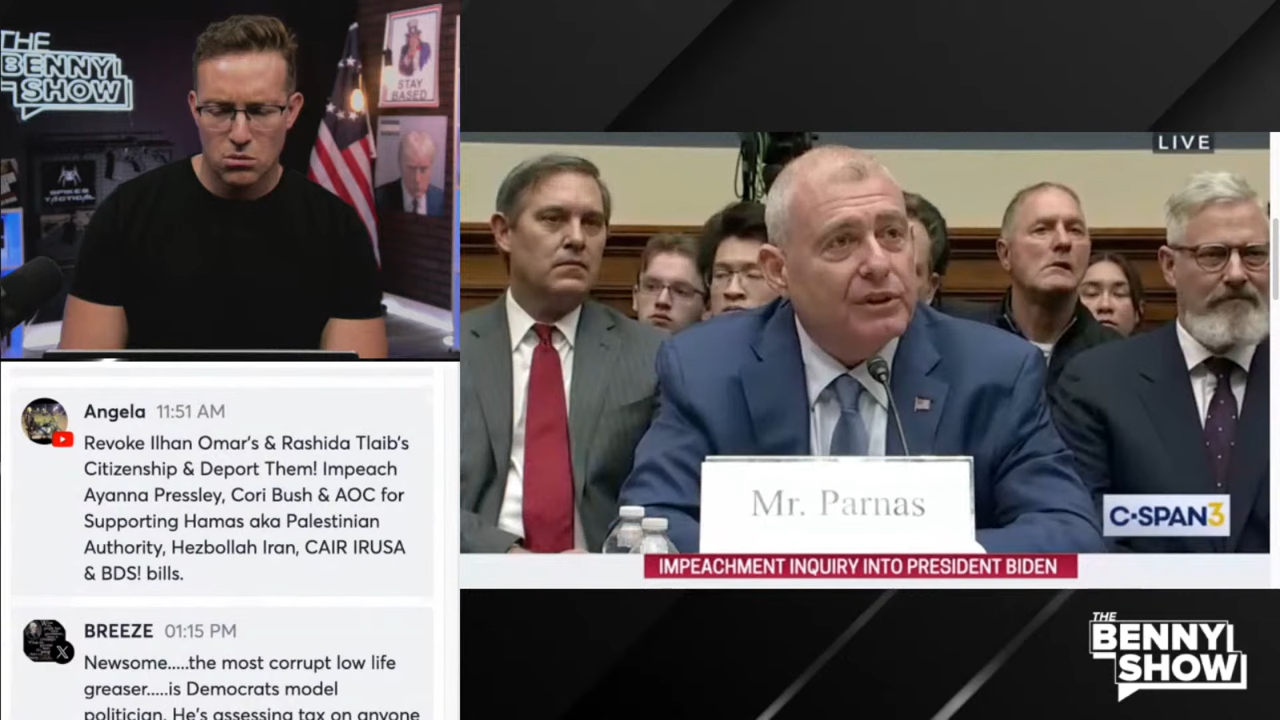 THE
BENNY
SHOW
STAY
BASED
SPIKES
TACTICAL
Angela 11:51 AM
Revoke Ilhan Omar's & Rashida Tlaib's
Citizenship & Deport Them! Impeach
Ayanna Pressley, Cori Bush & AOC for
Supporting Hamas aka Palestinian
Authority, Hezbollah Iran, CAIR IRUSA
& BDS! bills.
BREEZE 01:15 PM
Newsome.....the most corrupt low life
greaser.....is Democrats model
politician. He's assessing tax on anyone
LIVE
Mr. Parnas
C-SPAN3
IMPEACHMENT INQUIRY INTO PRESIDENT BIDEN
THE
BENNY
SHOW